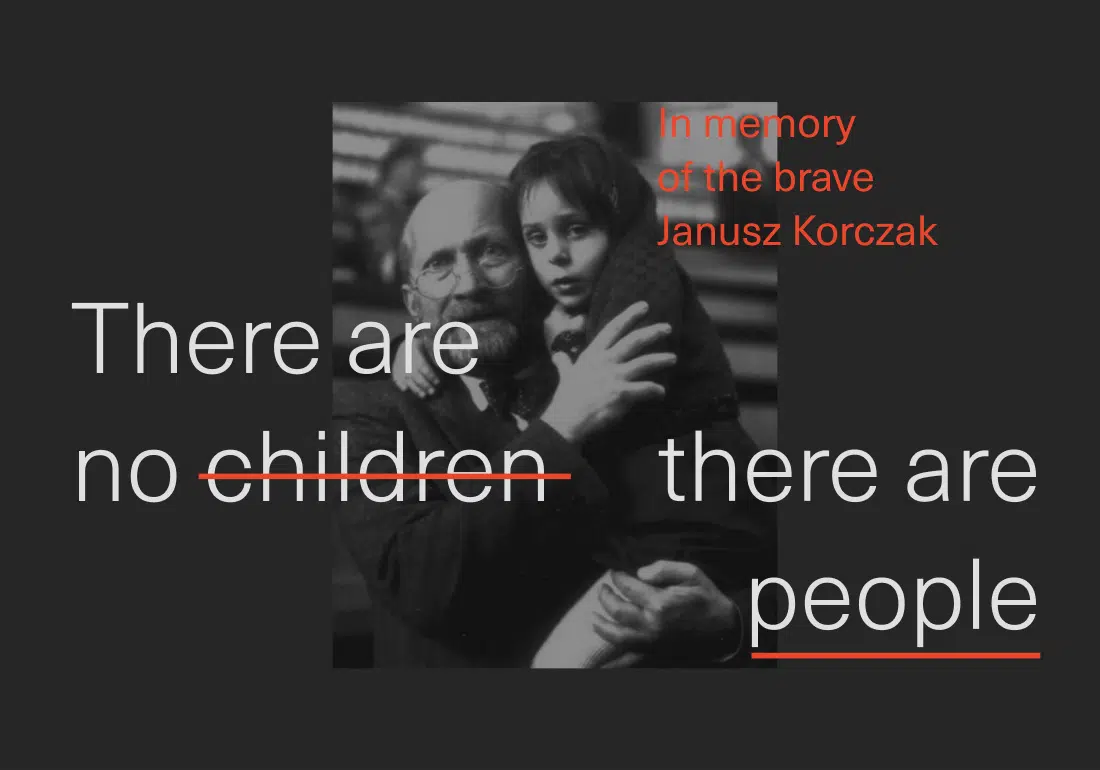 In memory
of the brave
Janusz Korczak
There are
no children
there are
people